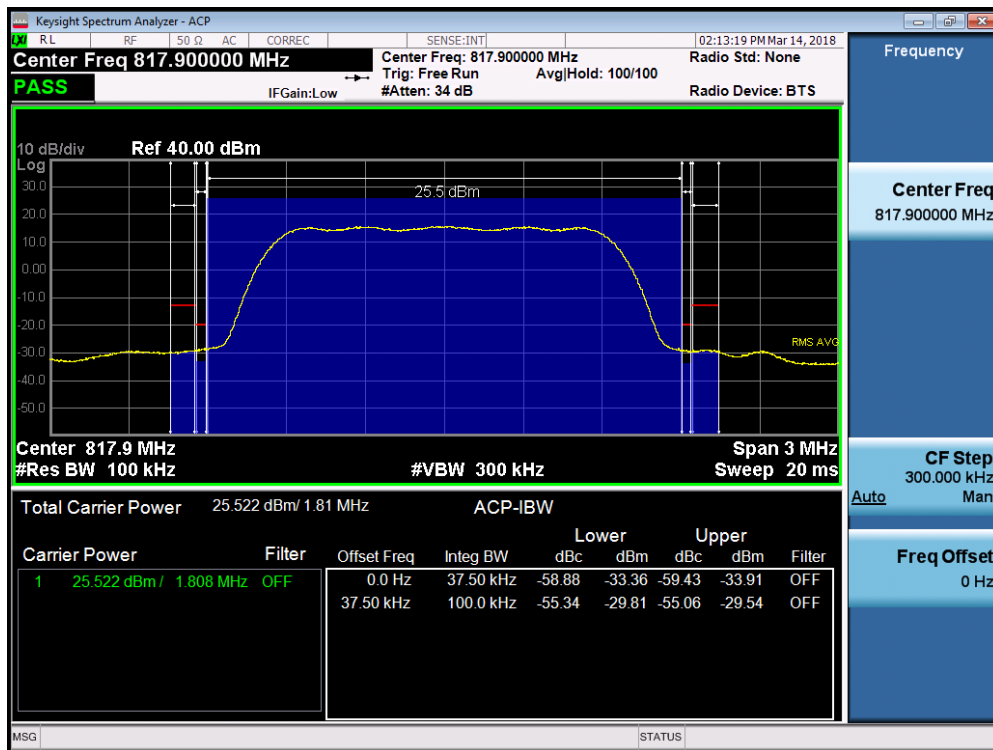 Keysight Spectrum Analyzer - ACP
LXI RL RF 50 Ω AC CORREC SENSE:INT 02:13:19 PM Mar 14, 2018
Center Freq 817.900000 MHz
PASS
IFGain:Low
Center Freq: 817.900000 MHz
Trig: Free Run Avg|Hold: 100/100
#Atten: 34 dB
Radio Std: None
Radio Device: BTS
10 dB/div Ref 40.00 dBm
Log
30.0
20.0
10.0
0.00
-10.0
-20.0
-30.0
-40.0
-50.0
25.5 dBm
RMS AVG
Center 817.9 MHz Span 3 MHz
#Res BW 100 kHz #VBW 300 kHz Sweep 20 ms
Total Carrier Power 25.522 dBm/ 1.81 MHz ACP-IBW
Lower Upper
Carrier Power Filter Offset Freq Integ BW dBc dBm dBc dBm Filter
1 25.522 dBm / 1.808 MHz OFF 0.0 Hz 37.50 kHz -58.88 -33.36 -59.43 -33.91 OFF
37.50 kHz 100.0 kHz -55.34 -29.81 -55.06 -29.54 OFF
MSG STATUS
Frequency
Center Freq
817.900000 MHz
CF Step
300.000 kHz
Auto Man
Freq Offset
0 Hz